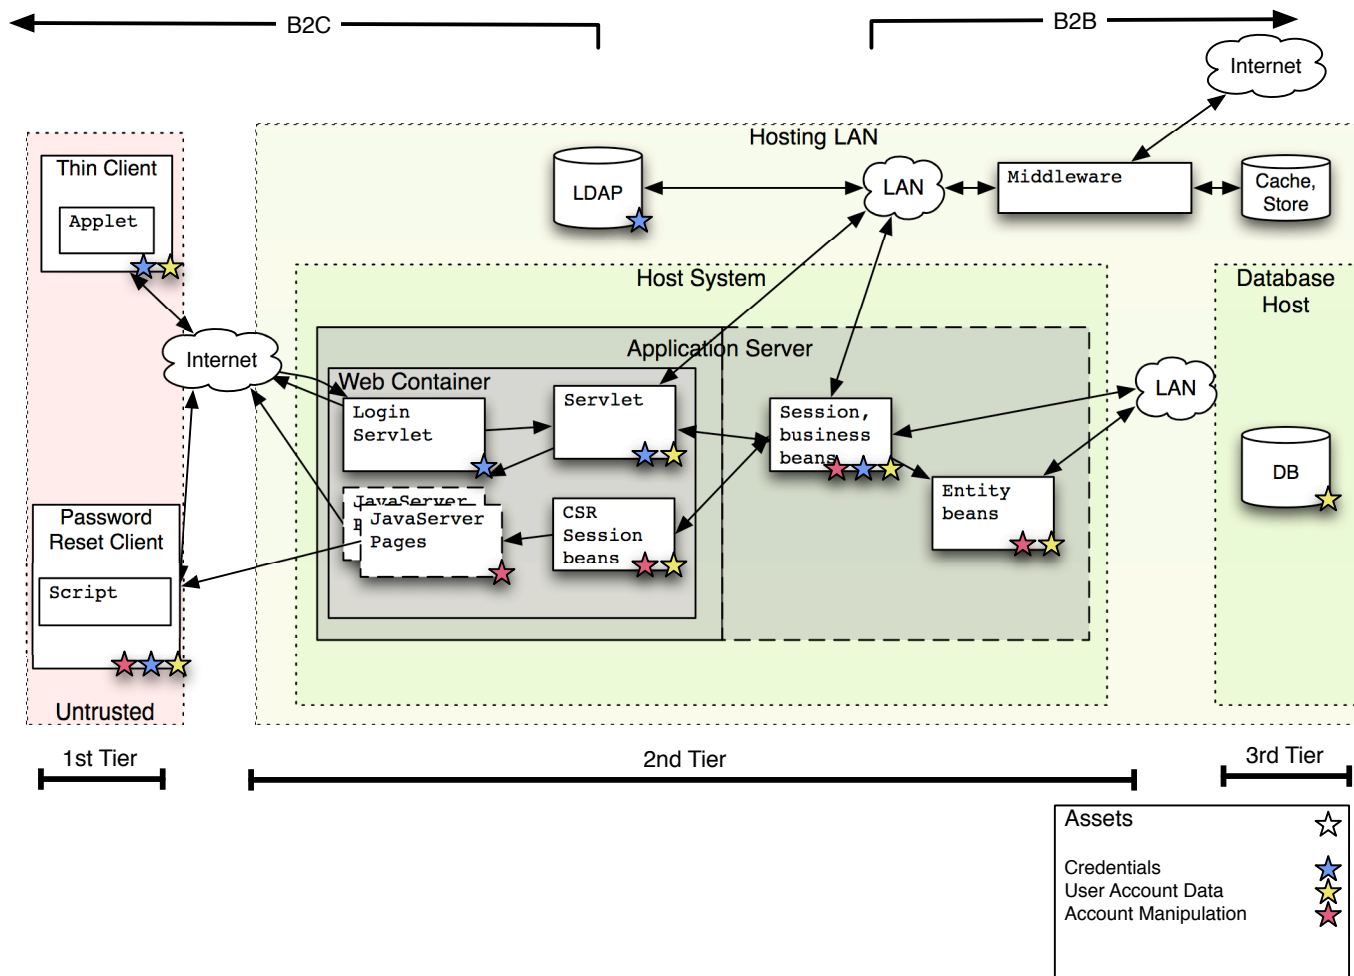 B2C
B2B
Internet
Hosting LAN
Thin Client
Applet
LDAP
LAN
Middleware
Cache,
Store
Host System
Database
Host
Internet
Application Server
Web Container
Login
Servlet
Servlet
Session,
business
beans
LAN
DB
Entity
beans
JavaServer
JavaServer
Pages
CSR
Session
beans
Password
Reset Client
Script
Untrusted
1st Tier
2nd Tier
3rd Tier
Assets
Credentials
User Account Data
Account Manipulation